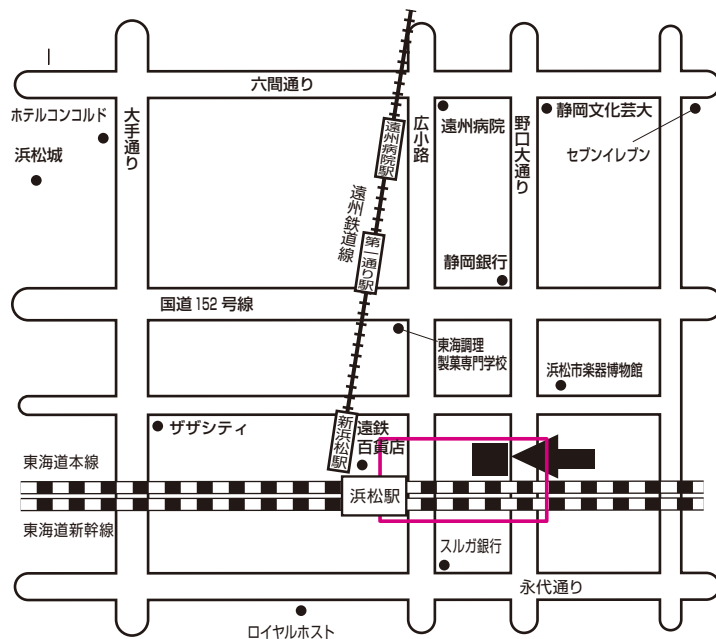 六間通り
ホテルコンコルド
大手通り
浜松城
遠州病院駅
広小路
遠州病院
野口大通り
静岡文化芸大
セブンイレブン
遠州鉄道線
第一通り駅
静岡銀行
国道152号線
東海調理
製菓専門学校
浜松市楽器博物館
ザザシティ
新浜松駅
遠鉄
百貨店
東海道本線
浜松駅
東海道新幹線
スルガ銀行
永代通り
ロイヤルホスト